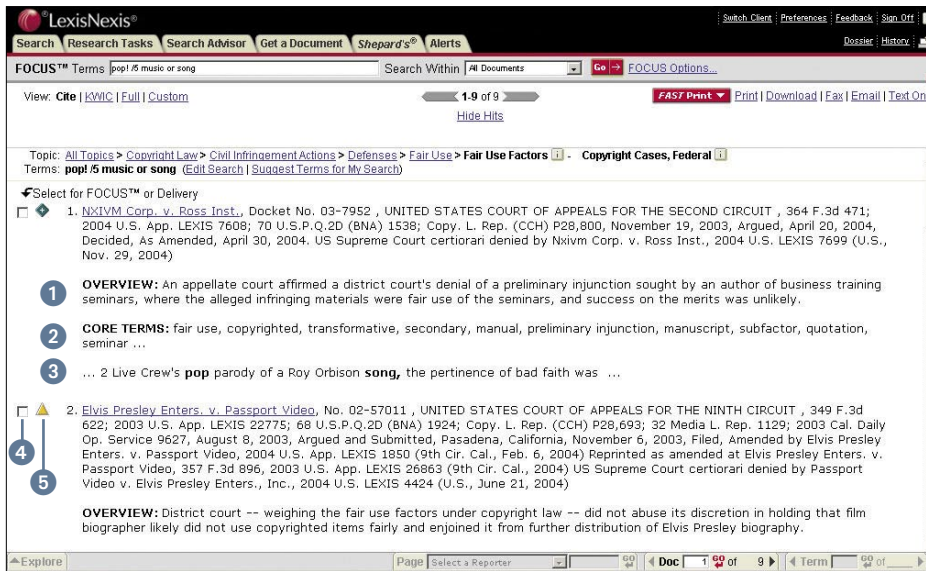 LexisNexis®
Switch Client | Preferences | Feedback | Sign Off
Search Research Tasks Search Advisor Get a Document Shepard's® Alerts
Dossier | History
FOCUS™ Terms pop! /5 music or song Search Within All Documents Go → FOCUS Options...
View: Cite | KWIC | Full | Custom 1-9 of 9 FAST Print Print | Download | Fax | Email | Text On
Hide Hits
Topic: All Topics > Copyright Law > Civil Infringement Actions > Defenses > Fair Use > Fair Use Factors i - Copyright Cases, Federal i
Terms: pop! /5 music or song (Edit Search | Suggest Terms for My Search)
Select for FOCUS™ or Delivery
1. NXIVM Corp. v. Ross Inst., Docket No. 03-7952 , UNITED STATES COURT OF APPEALS FOR THE SECOND CIRCUIT , 364 F.3d 471;
2004 U.S. App. LEXIS 7608; 70 U.S.P.Q.2D (BNA) 1538; Copy. L. Rep. (CCH) P28,800, November 19, 2003, Argued, April 20, 2004,
Decided, As Amended, April 30, 2004. US Supreme Court certiorari denied by Nxivm Corp. v. Ross Inst., 2004 U.S. LEXIS 7699 (U.S.,
Nov. 29, 2004)
1 OVERVIEW: An appellate court affirmed a district court's denial of a preliminary injunction sought by an author of business training
seminars, where the alleged infringing materials were fair use of the seminars, and success on the merits was unlikely.
2 CORE TERMS: fair use, copyrighted, transformative, secondary, manual, preliminary injunction, manuscript, subfactor, quotation,
seminar ...
3 ... 2 Live Crew's pop parody of a Roy Orbison song, the pertinence of bad faith was ...
2. Elvis Presley Enters. v. Passport Video, No. 02-57011 , UNITED STATES COURT OF APPEALS FOR THE NINTH CIRCUIT , 349 F.3d
622; 2003 U.S. App. LEXIS 22775; 68 U.S.P.Q.2D (BNA) 1924; Copy. L. Rep. (CCH) P28,693; 32 Media L. Rep. 1129; 2003 Cal. Daily
4 Op. Service 9627, August 8, 2003, Argued and Submitted, Pasadena, California, November 6, 2003, Filed, Amended by Elvis Presley
Enters. v. Passport Video, 2004 U.S. App. LEXIS 1850 (9th Cir. Cal., Feb. 6, 2004) Reprinted as amended at Elvis Presley Enters. v.
5 Passport Video, 357 F.3d 896, 2003 U.S. App. LEXIS 26863 (9th Cir. Cal., 2004) US Supreme Court certiorari denied by Passport
Video v. Elvis Presley Enters., Inc., 2004 U.S. LEXIS 4424 (U.S., June 21, 2004)
OVERVIEW: District court -- weighing the fair use factors under copyright law -- did not abuse its discretion in holding that film
biographer likely did not use copyrighted items fairly and enjoined it from further distribution of Elvis Presley biography.
Explore Page Select a Reporter GO Doc 1 GO of 9 Term GO of